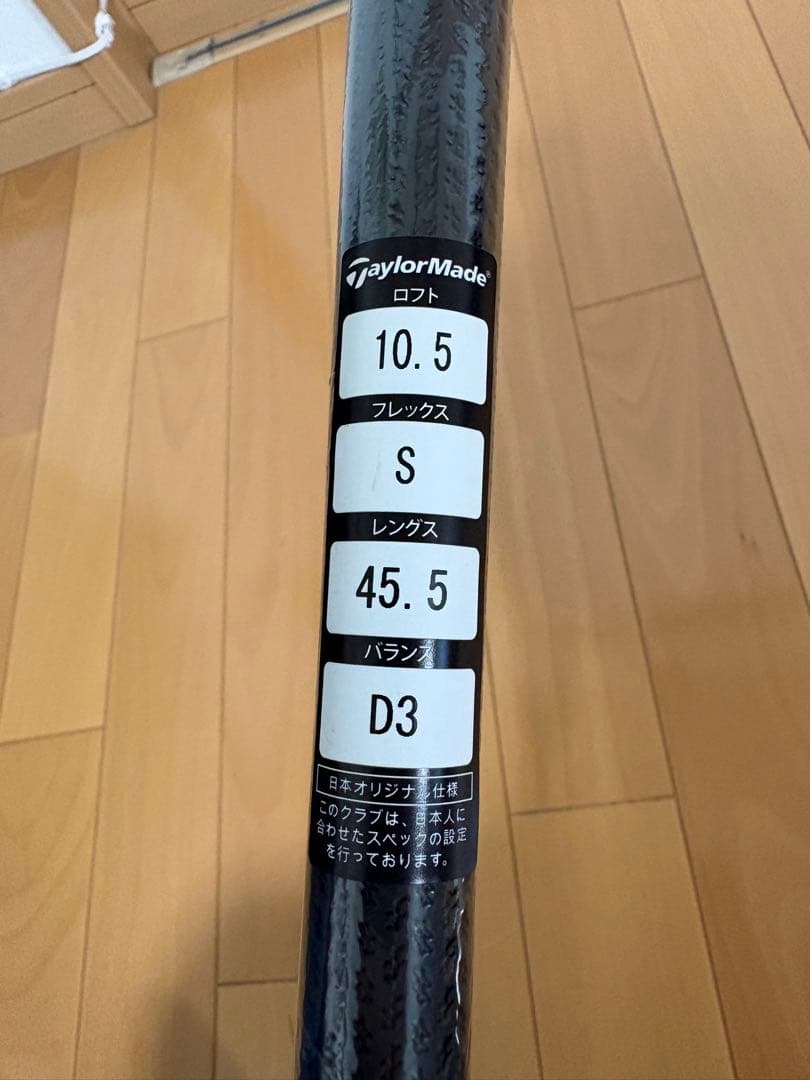 TaylorMade®
ロフト
10.5
フレックス
S
レングス
45.5
バランス
D3
日本オリジナル仕様
このクラブは、日本人に
合わせたスペックの設定
を行っております。